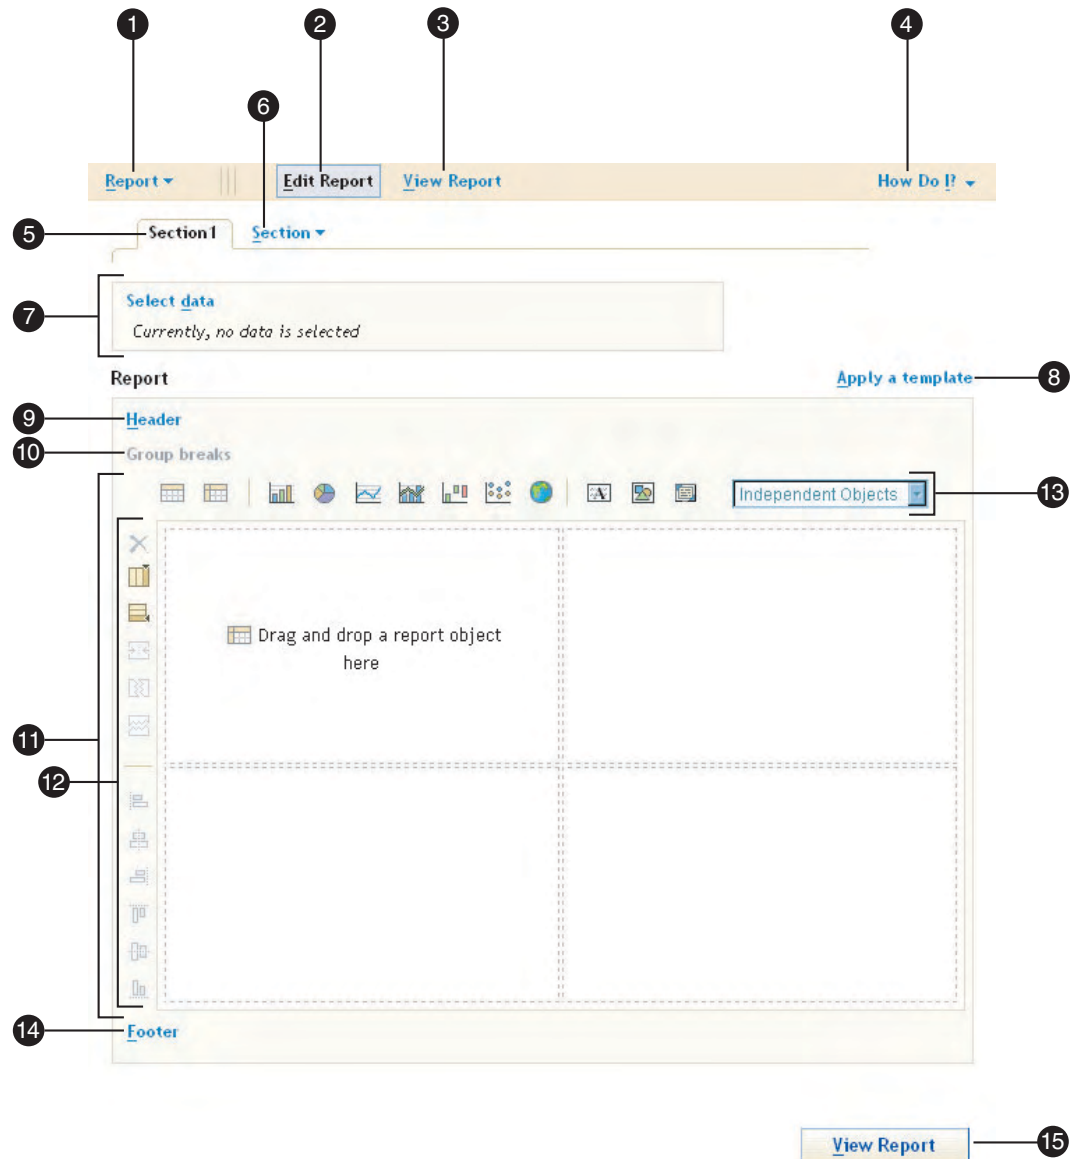 1 2 3 4
6
Report Edit Report View Report How Do I?
5 Section1 Section
7 Select data
Currently, no data is selected
Report Apply a template 8
9 Header
10 Group breaks
Independent Objects 13
Drag and drop a report object
here
11
12
14 Footer
View Report 15